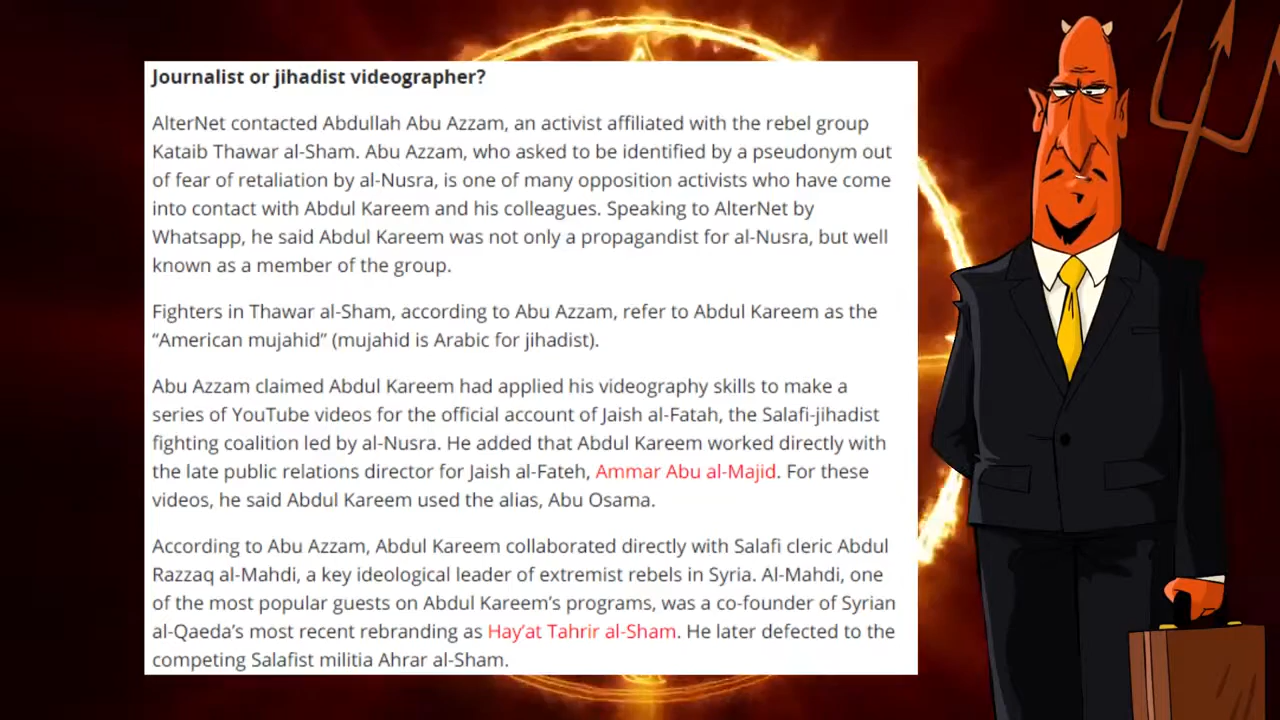 Journalist or jihadist videographer?
AlterNet contacted Abdullah Abu Azzam, an activist affiliated with the rebel group
Kataib Thawar al-Sham. Abu Azzam, who asked to be identified by a pseudonym out
of fear of retaliation by al-Nusra, is one of many opposition activists who have come
into contact with Abdul Kareem and his colleagues. Speaking to AlterNet by
Whatsapp, he said Abdul Kareem was not only a propagandist for al-Nusra, but well
known as a member of the group.
Fighters in Thawar al-Sham, according to Abu Azzam, refer to Abdul Kareem as the
“American mujahid” (mujahid is Arabic for jihadist).
Abu Azzam claimed Abdul Kareem had applied his videography skills to make a
series of YouTube videos for the official account of Jaish al-Fatah, the Salafi-jihadist
fighting coalition led by al-Nusra. He added that Abdul Kareem worked directly with
the late public relations director for Jaish al-Fateh, Ammar Abu al-Majid. For these
videos, he said Abdul Kareem used the alias, Abu Osama.
According to Abu Azzam, Abdul Kareem collaborated directly with Salafi cleric Abdul
Razzaq al-Mahdi, a key ideological leader of extremist rebels in Syria. Al-Mahdi, one
of the most popular guests on Abdul Kareem’s programs, was a co-founder of Syrian
al-Qaeda’s most recent rebranding as Hay’at Tahrir al-Sham. He later defected to the
competing Salafist militia Ahrar al-Sham.